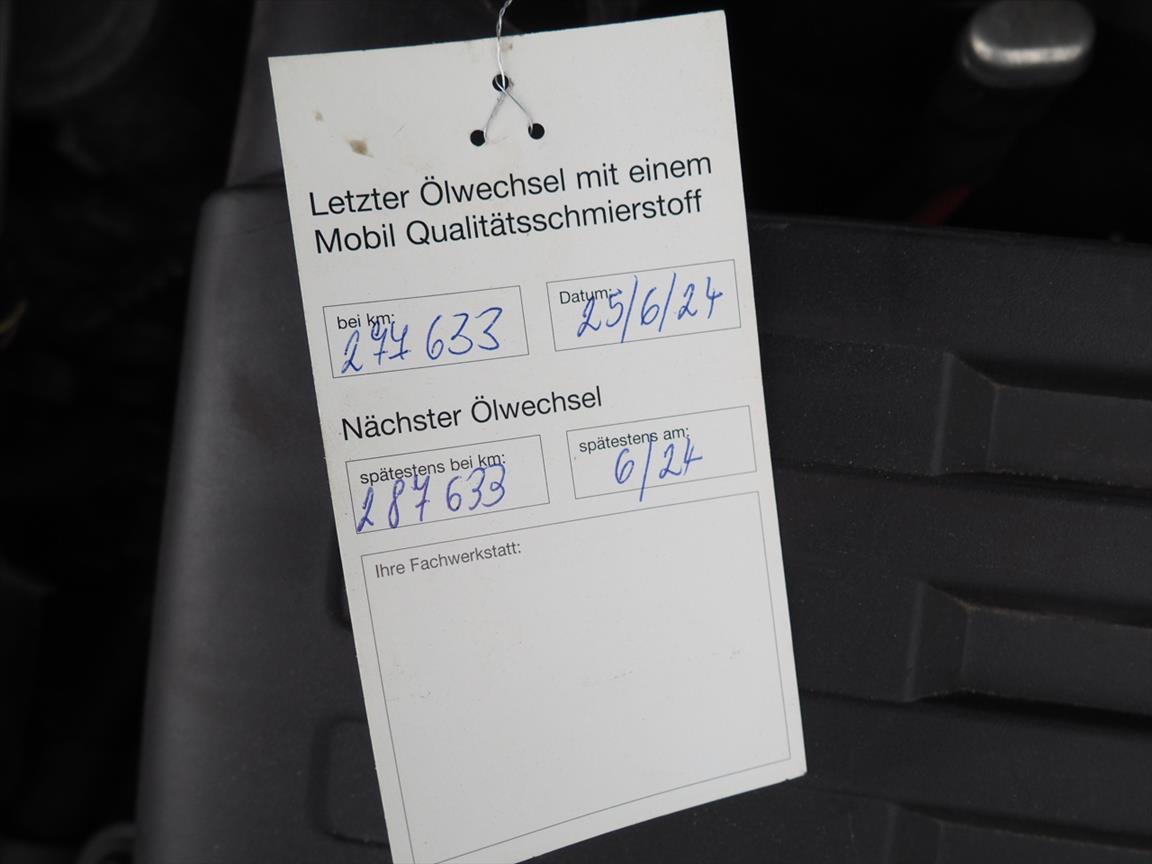 Letzter Ölwechsel mit einem
Mobil Qualitätsschmierstoff
bei km: Datum:
277 633 25/6/24
Nächster Ölwechsel
spätestens bei km: spätestens am:
287 633 6/24
Ihre Fachwerkstatt: